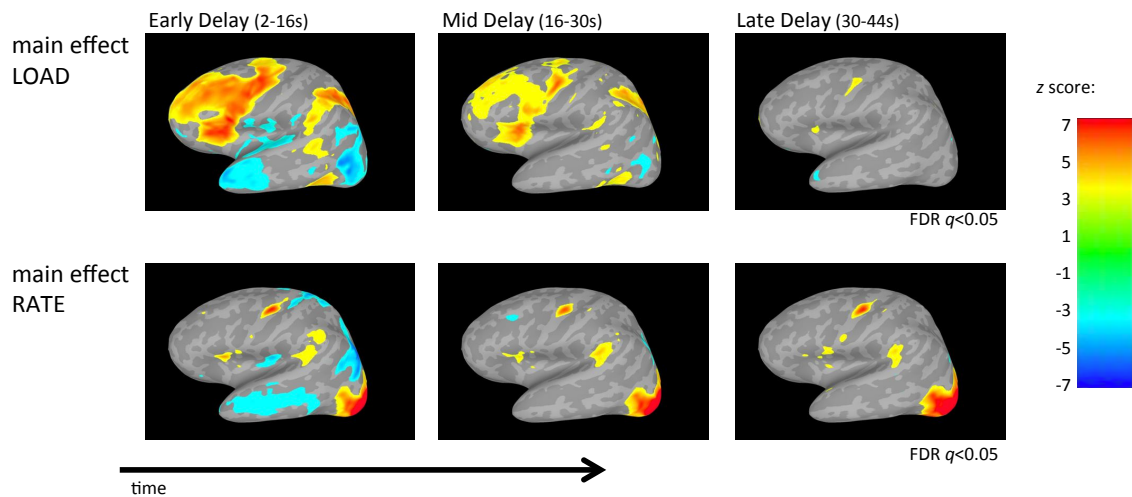 Early Delay (2-16s)
Mid Delay (16-30s)
Late Delay (30-44s)
main effect
LOAD
z score:
7
5
3
1
-1
-3
-5
-7
FDR q<0.05
main effect
RATE
FDR q<0.05
time